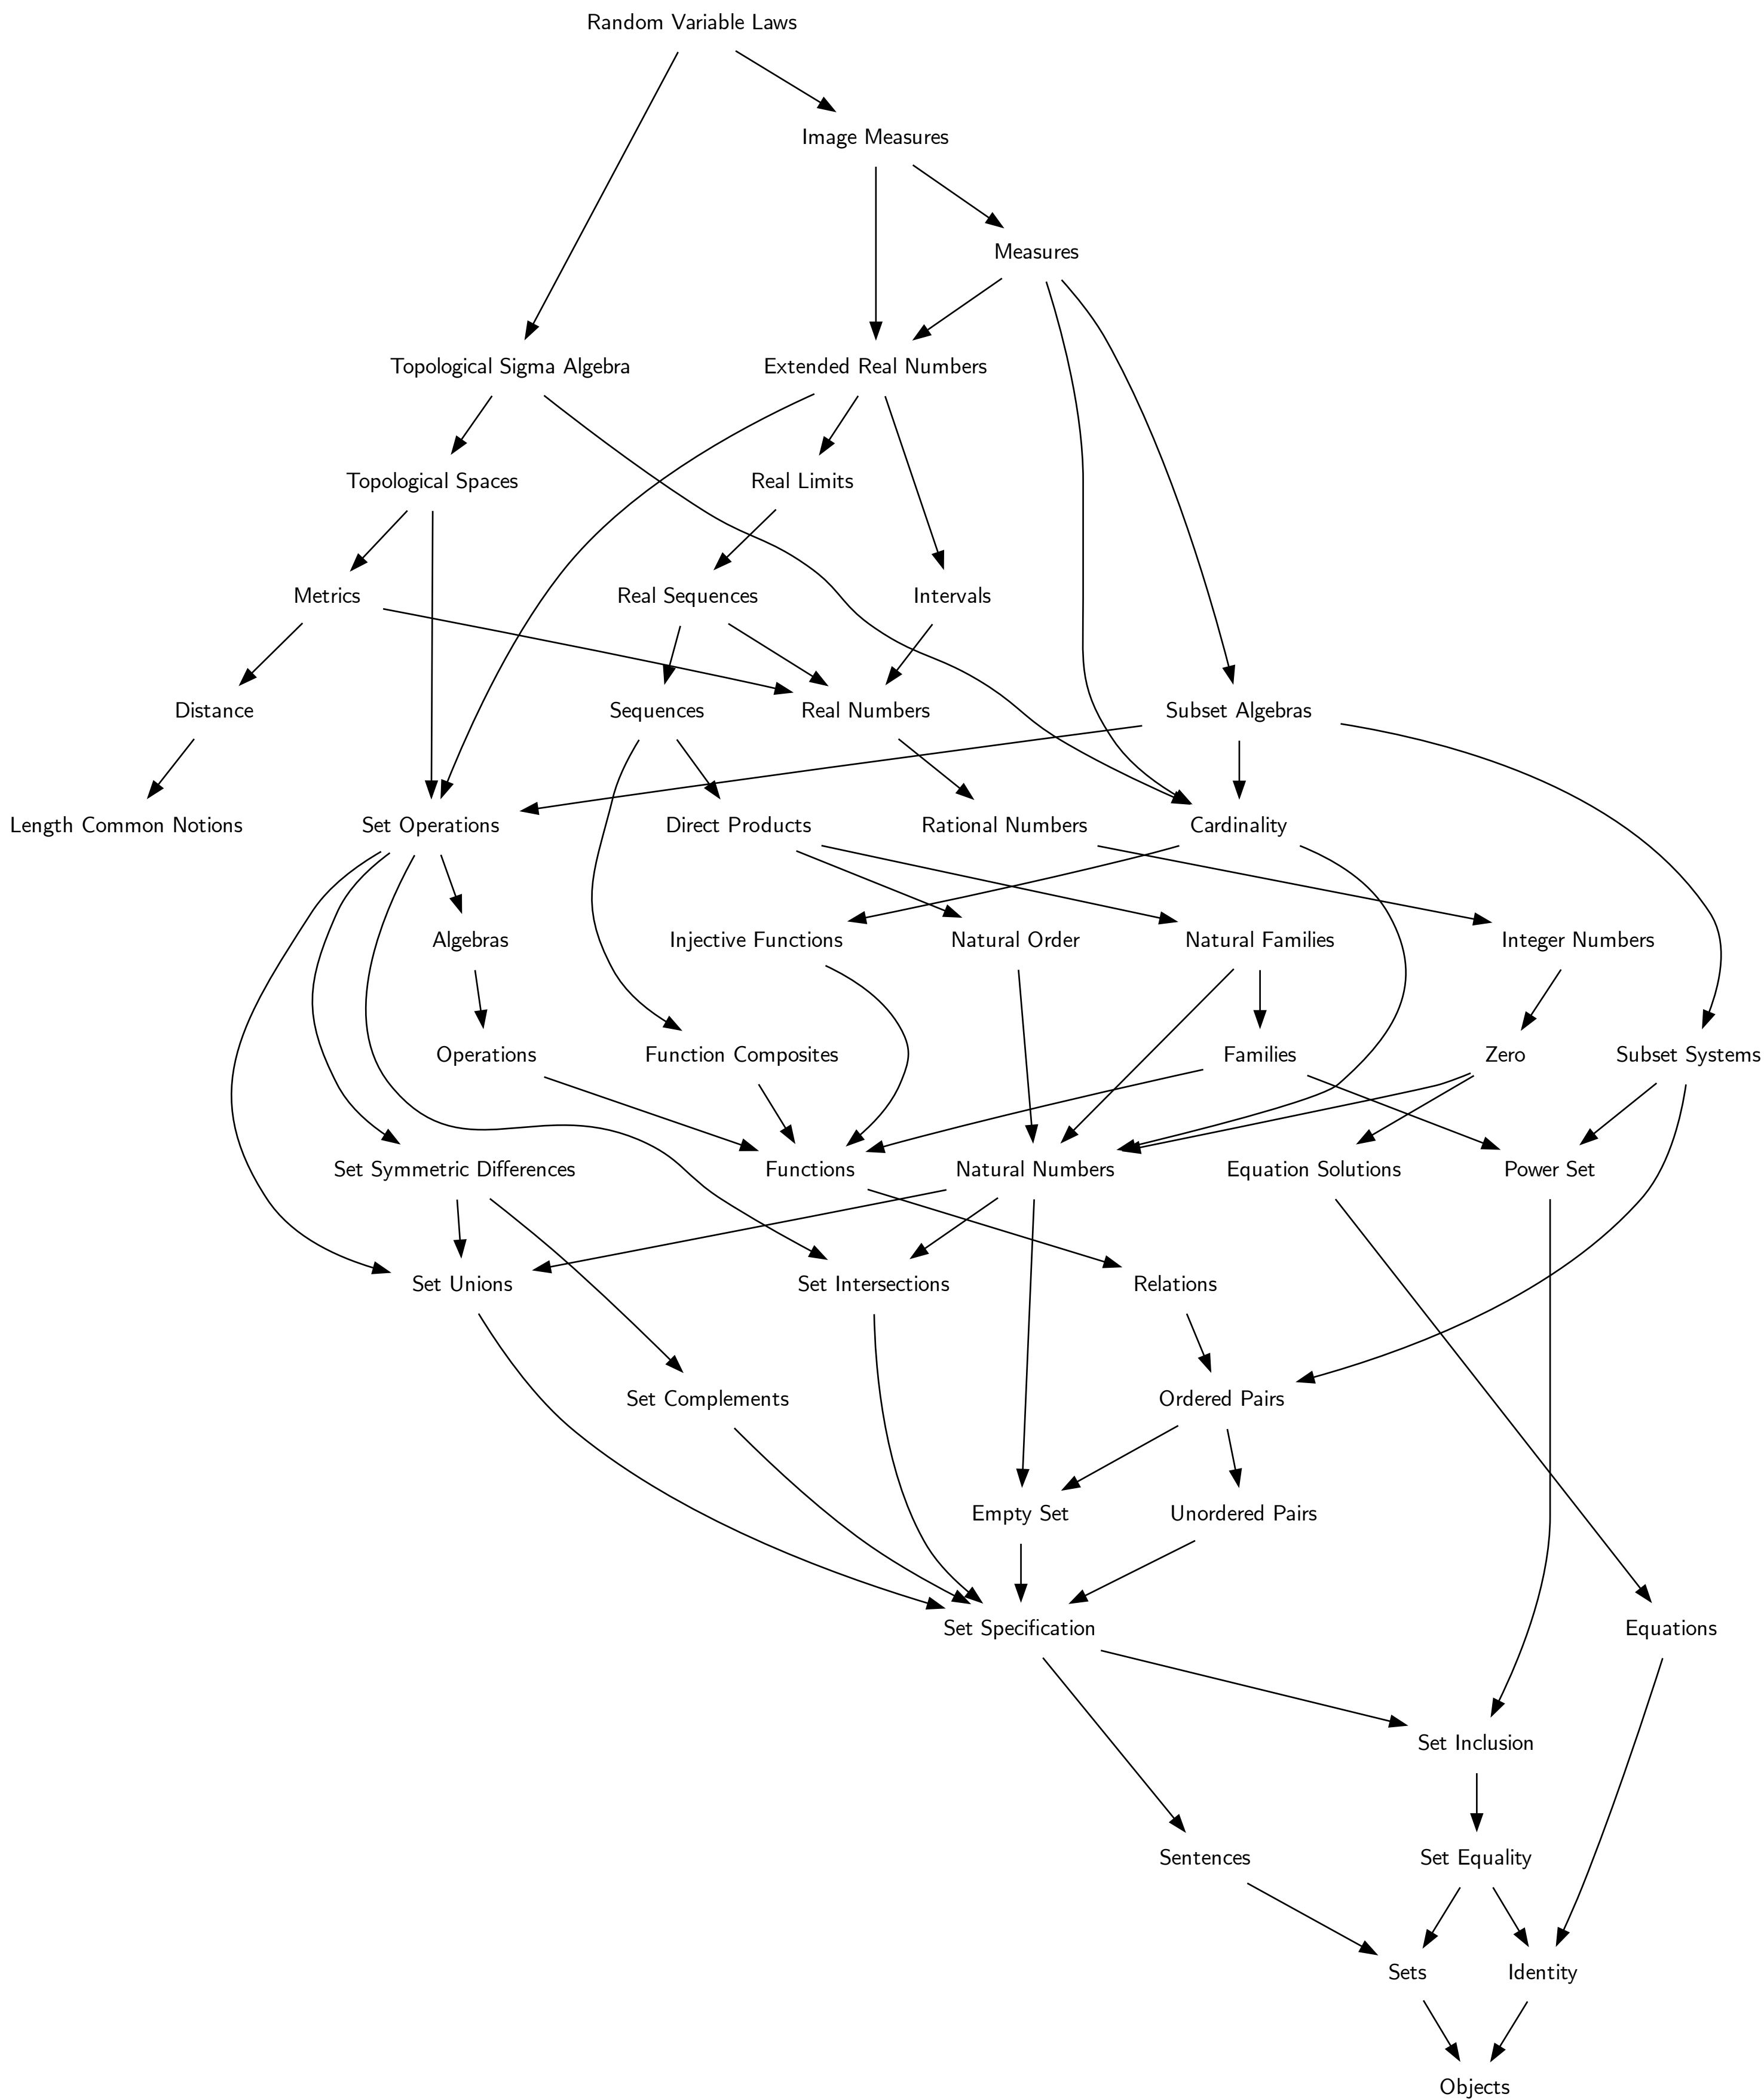 Random Variable Laws
Image Measures
Measures
Topological Sigma Algebra
Extended Real Numbers
Topological Spaces
Real Limits
Metrics
Real Sequences
Intervals
Distance
Sequences
Real Numbers
Subset Algebras
Length Common Notions
Set Operations
Direct Products
Rational Numbers
Cardinality
Algebras
Injective Functions
Natural Order
Natural Families
Integer Numbers
Operations
Function Composites
Families
Zero
Subset Systems
Set Symmetric Differences
Functions
Natural Numbers
Equation Solutions
Power Set
Set Unions
Set Intersections
Relations
Set Complements
Ordered Pairs
Empty Set
Unordered Pairs
Set Specification
Equations
Set Inclusion
Sentences
Set Equality
Sets
Identity
Objects